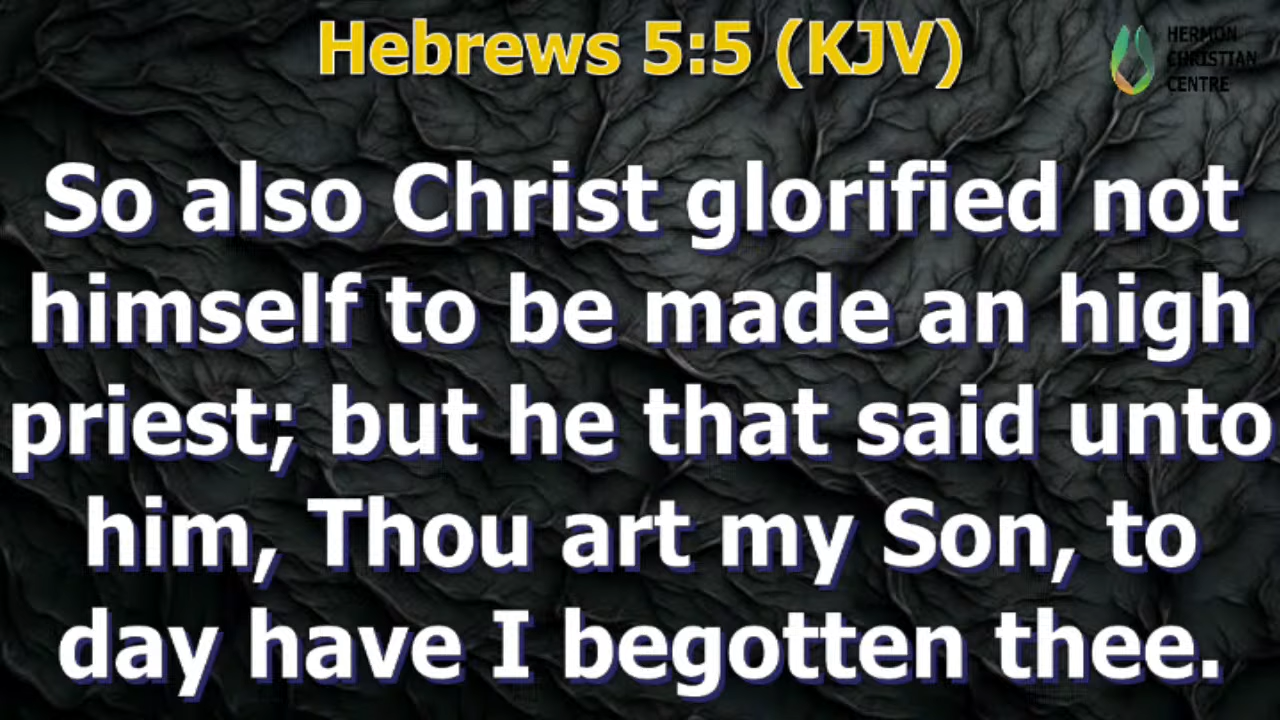 Hebrews 5:5 (KJV)
HERMON
CHRISTIAN
CENTRE
So also Christ glorified not
himself to be made an high
priest; but he that said unto
him, Thou art my Son, to
day have I begotten thee.